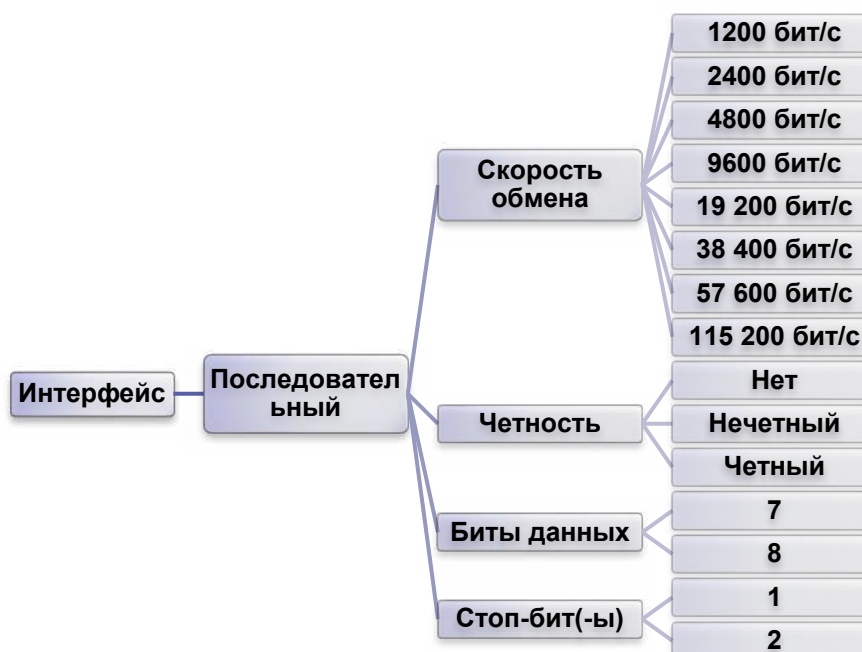 Интерфейс
Последовател
ьный
Скорость
обмена
1200 бит/с
2400 бит/с
4800 бит/с
9600 бит/с
19 200 бит/с
38 400 бит/с
57 600 бит/с
115 200 бит/с
Четность
Нет
Нечетный
Четный
Биты данных
7
8
Стоп-бит(-ы)
1
2